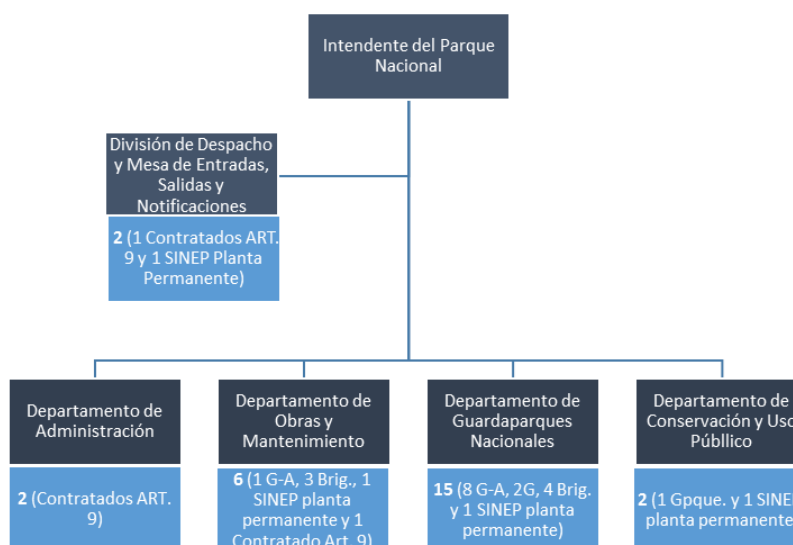 Intendente del Parque
Nacional
División de Despacho
y Mesa de Entradas,
Salidas y
Notificaciones
2 (1 Contratados ART.
9 y 1 SINEP Planta
Permanente)
Departamento de
Administración
2 (Contratados ART.
9)
Departamento de
Obras y
Mantenimiento
6 (1 G-A, 3 Brig., 1
SINEP planta
permanente y 1
Contratado Art. 9)
Departamento de
Guardaparques
Nacionales
15 (8 G-A, 2G, 4 Brig.
y 1 SINEP planta
permanente)
Departamento de
Conservación y Uso
Públlico
2 (1 Gpque. y 1 SINEP
planta permanente